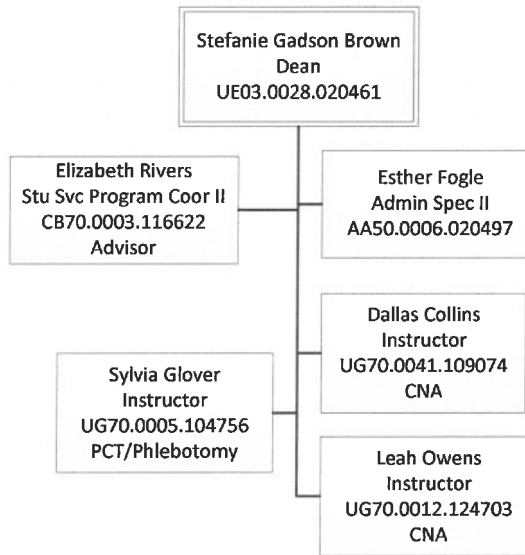 Stefanie Gadson Brown
Dean
UE03.0028.020461
Elizabeth Rivers
Stu Svc Program Coor II
CB70.0003.116622
Advisor
Esther Fogle
Admin Spec II
AA50.0006.020497
Dallas Collins
Instructor
UG70.0041.109074
CNA
Sylvia Glover
Instructor
UG70.0005.104756
PCT/Phlebotomy
Leah Owens
Instructor
UG70.0012.124703
CNA